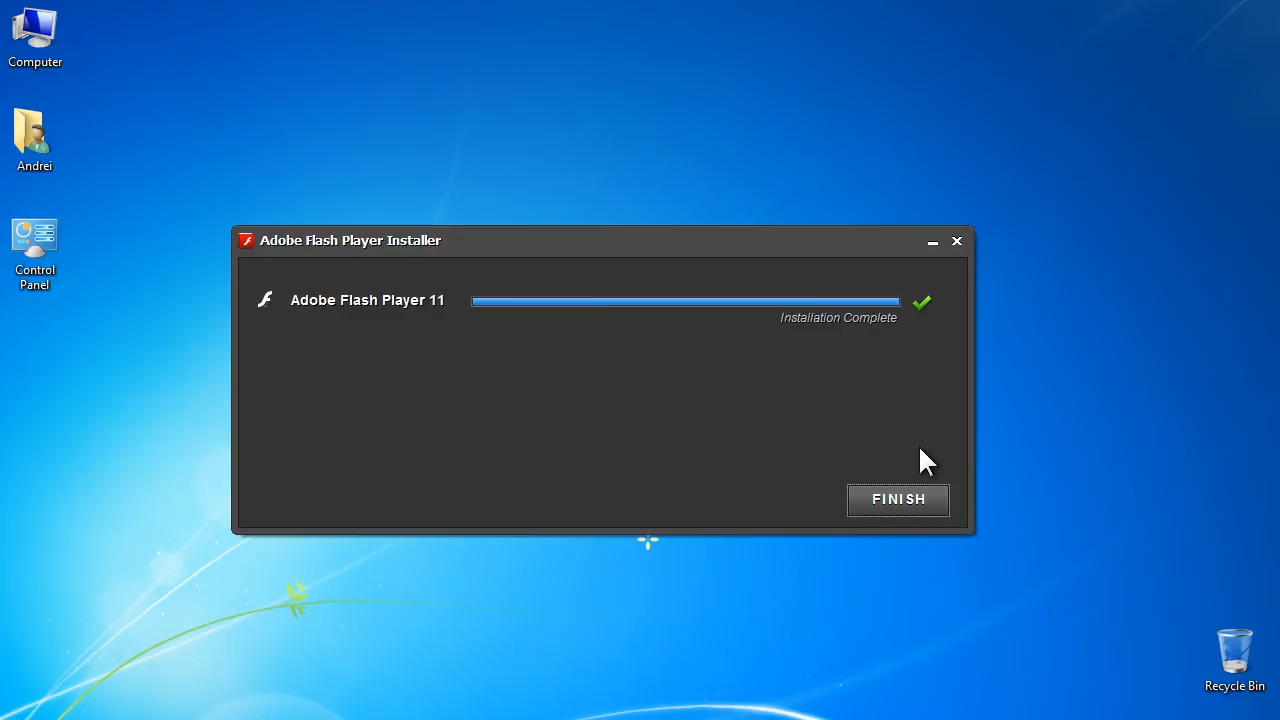 Computer
Andrei
Control
Panel
Adobe Flash Player Installer
Adobe Flash Player 11
Installation Complete
FINISH
Recycle Bin